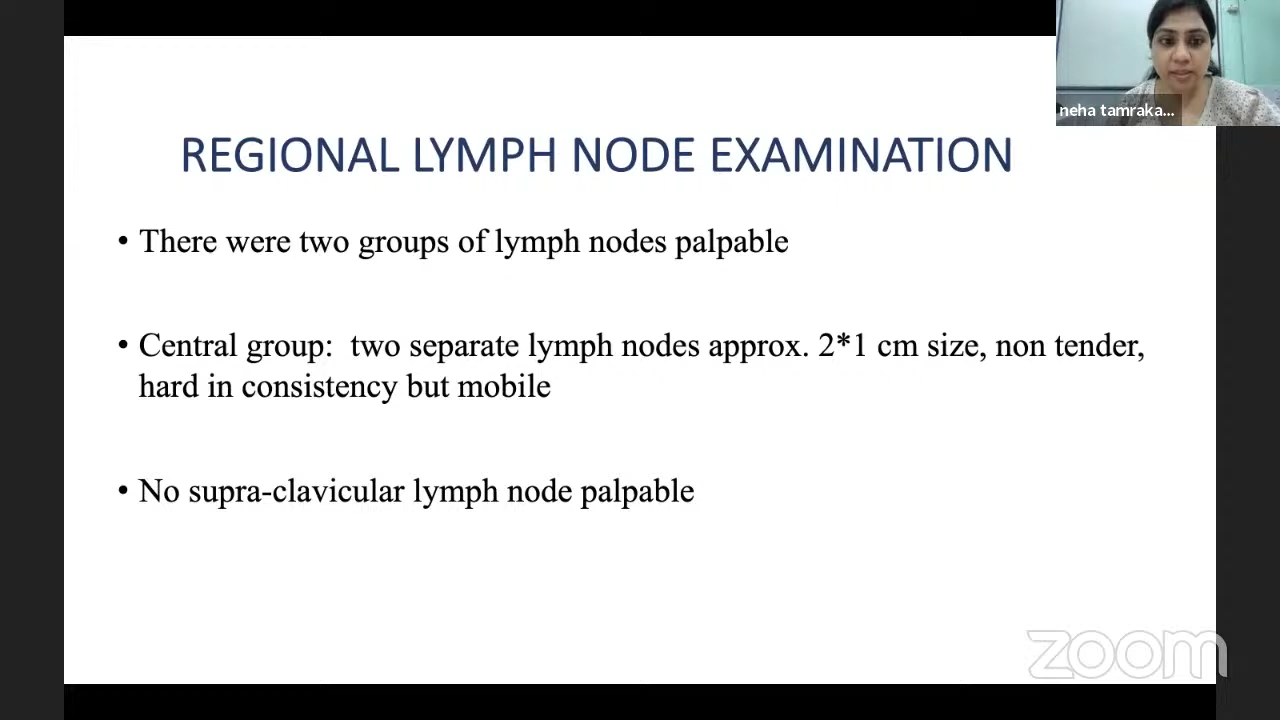 neha tamraka...
REGIONAL LYMPH NODE EXAMINATION
• There were two groups of lymph nodes palpable
• Central group:  two separate lymph nodes approx. 2*1 cm size, non tender,
hard in consistency but mobile
• No supra-clavicular lymph node palpable
zoom